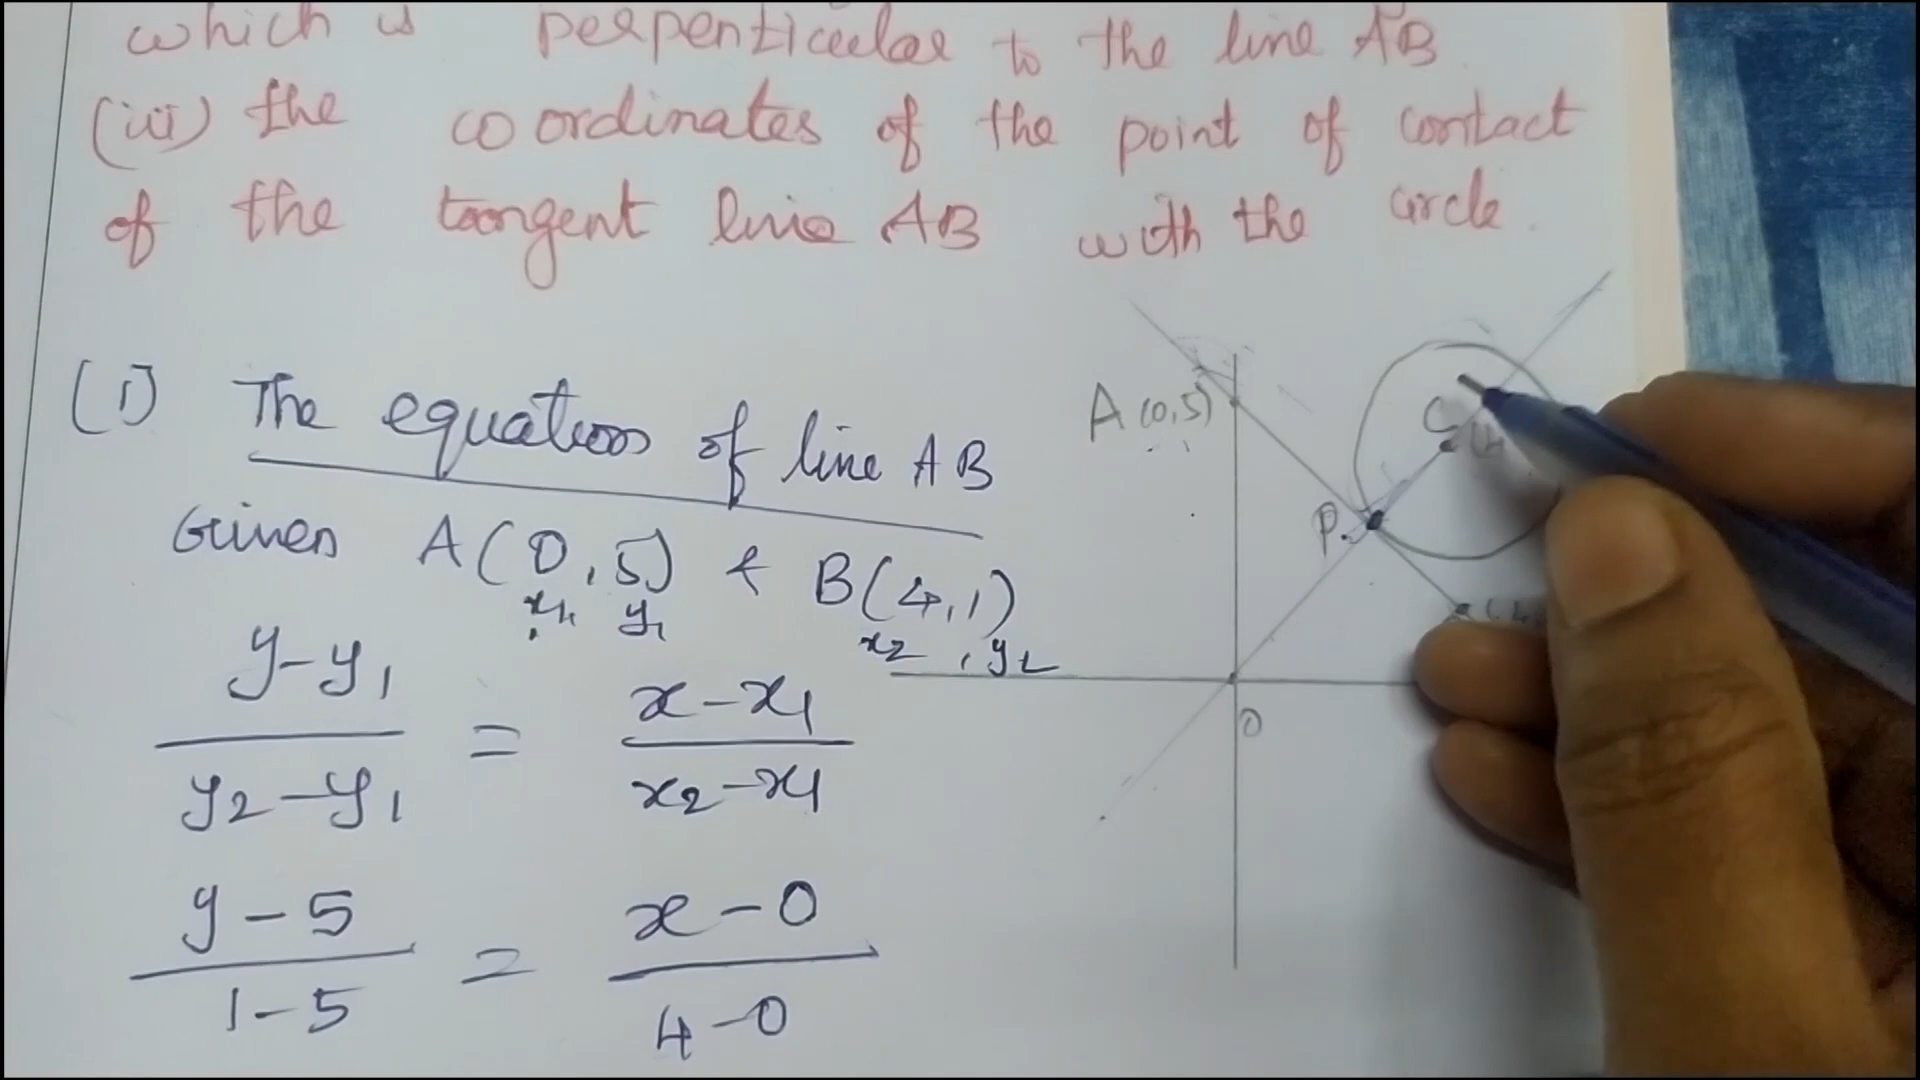 which is perpenticular to the line AB
(iii) the coordinates of the point of contact
of the tangent line AB with the circle.
(i) The equation of line AB
Given A(0,5) & B(4,1)
x1 y1 x2, y2
y-y1 / y2-y1 = x-x1 / x2-x1
y-5 / 1-5 = x-0 / 4-0
A(0,5)
C
P
O